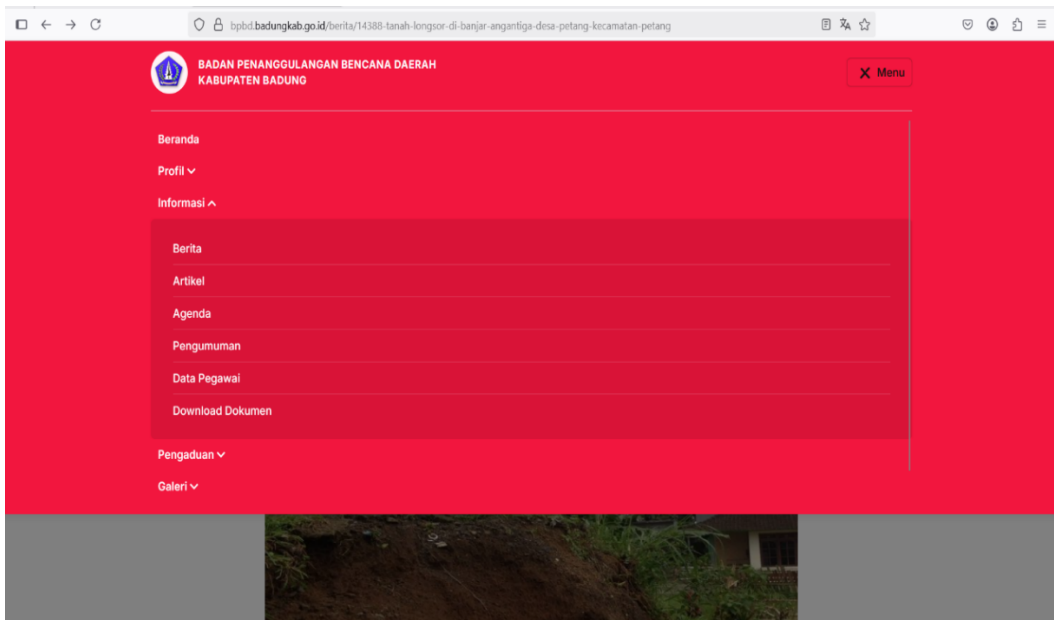 bpbd.badungkab.go.id/berita/14388-tanah-longsor-di-banjar-angantiga-desa-petang-kecamatan-petang
BADAN PENANGGULANGAN BENCANA DAERAH
KABUPATEN BADUNG
Menu
Beranda
Profil
Informasi
Berita
Artikel
Agenda
Pengumuman
Data Pegawai
Download Dokumen
Pengaduan
Galeri